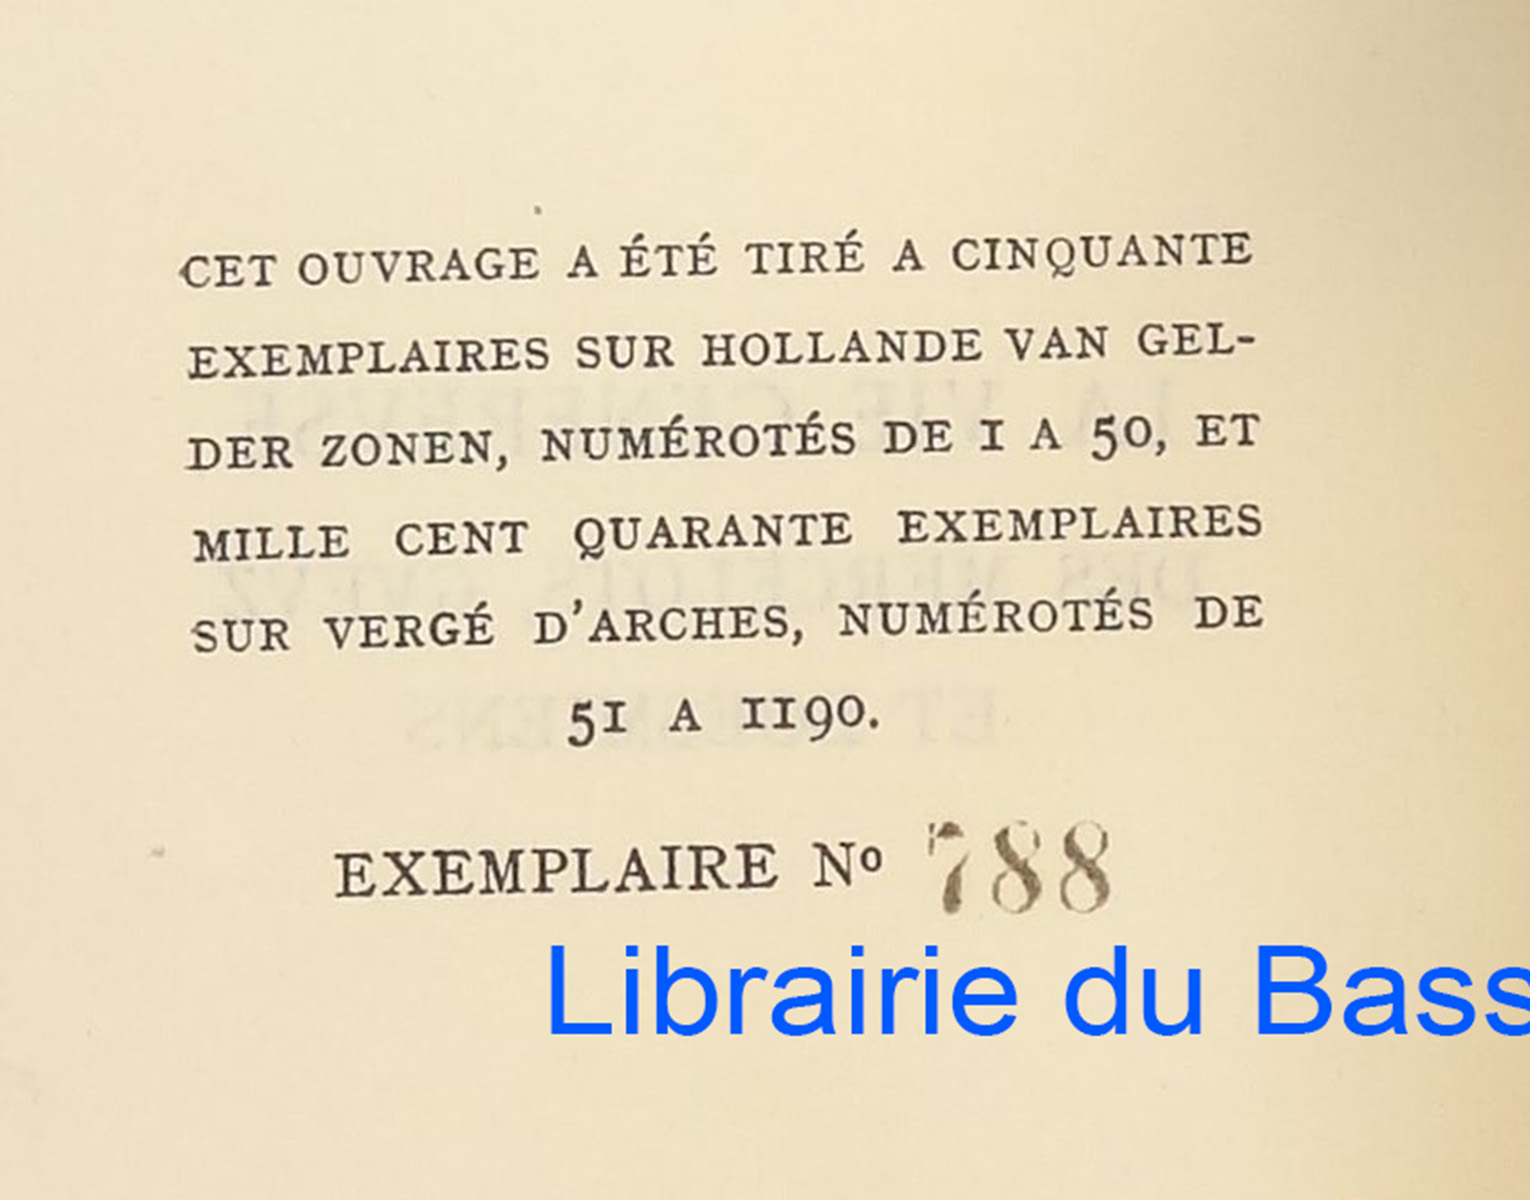 CET OUVRAGE A ÉTÉ TIRÉ A CINQUANTE
EXEMPLAIRES SUR HOLLANDE VAN GEL-
DER ZONEN, NUMÉROTÉS DE I A 50, ET
MILLE CENT QUARANTE EXEMPLAIRES
SUR VERGÉ D'ARCHES, NUMÉROTÉS DE
51 A 1190.
EXEMPLAIRE Nº 788
Librairie du Bass